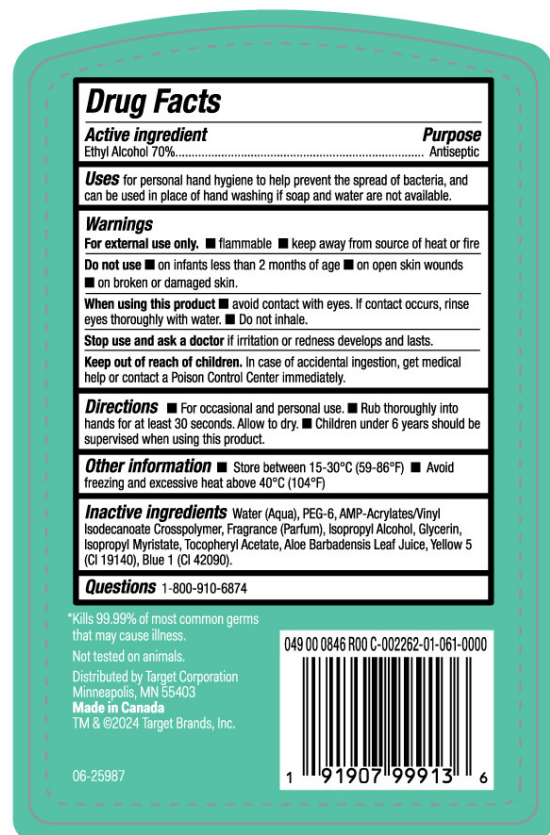 Drug Facts
Active ingredient Purpose
Ethyl Alcohol 70%............................................................................ Antiseptic
Uses for personal hand hygiene to help prevent the spread of bacteria, and
can be used in place of hand washing if soap and water are not available.
Warnings
For external use only. ■ flammable ■ keep away from source of heat or fire
Do not use ■ on infants less than 2 months of age ■ on open skin wounds
■ on broken or damaged skin.
When using this product ■ avoid contact with eyes. If contact occurs, rinse
eyes thoroughly with water. ■ Do not inhale.
Stop use and ask a doctor if irritation or redness develops and lasts.
Keep out of reach of children. In case of accidental ingestion, get medical
help or contact a Poison Control Center immediately.
Directions ■ For occasional and personal use. ■ Rub thoroughly into
hands for at least 30 seconds. Allow to dry. ■ Children under 6 years should be
supervised when using this product.
Other information ■ Store between 15-30°C (59-86°F) ■ Avoid
freezing and excessive heat above 40°C (104°F)
Inactive ingredients Water (Aqua), PEG-6, AMP-Acrylates/Vinyl
Isodecanoate Crosspolymer, Fragrance (Parfum), Isopropyl Alcohol, Glycerin,
Isopropyl Myristate, Tocopheryl Acetate, Aloe Barbadensis Leaf Juice, Yellow 5
(CI 19140), Blue 1 (CI 42090).
Questions 1-800-910-6874
*Kills 99.99% of most common germs
that may cause illness.
Not tested on animals.
Distributed by Target Corporation
Minneapolis, MN 55403
Made in Canada
TM & ©2024 Target Brands, Inc.
06-25987
049 00 0846 R00 C-002262-01-061-0000
1 91907 99913 6